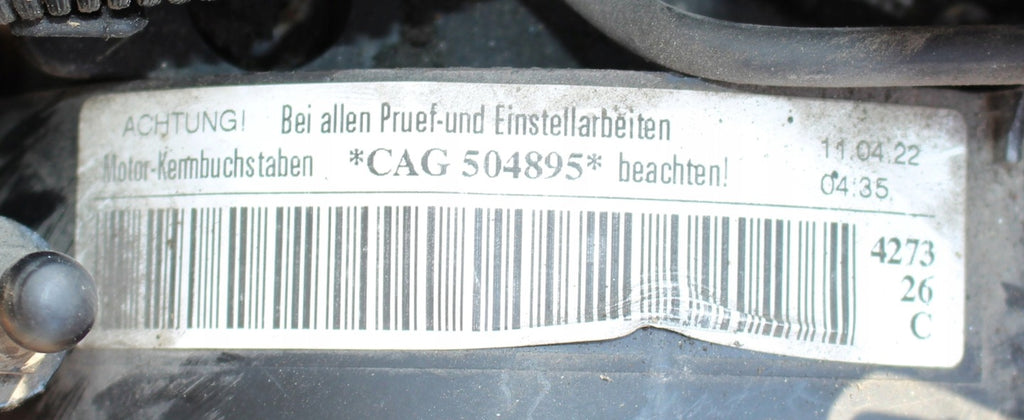 ACHTUNG! Bei allen Pruef-und Einstellarbeiten
Motor-Kennbuchstaben *CAG 504895* beachten!
11.04.22
04:35
4273
26
C